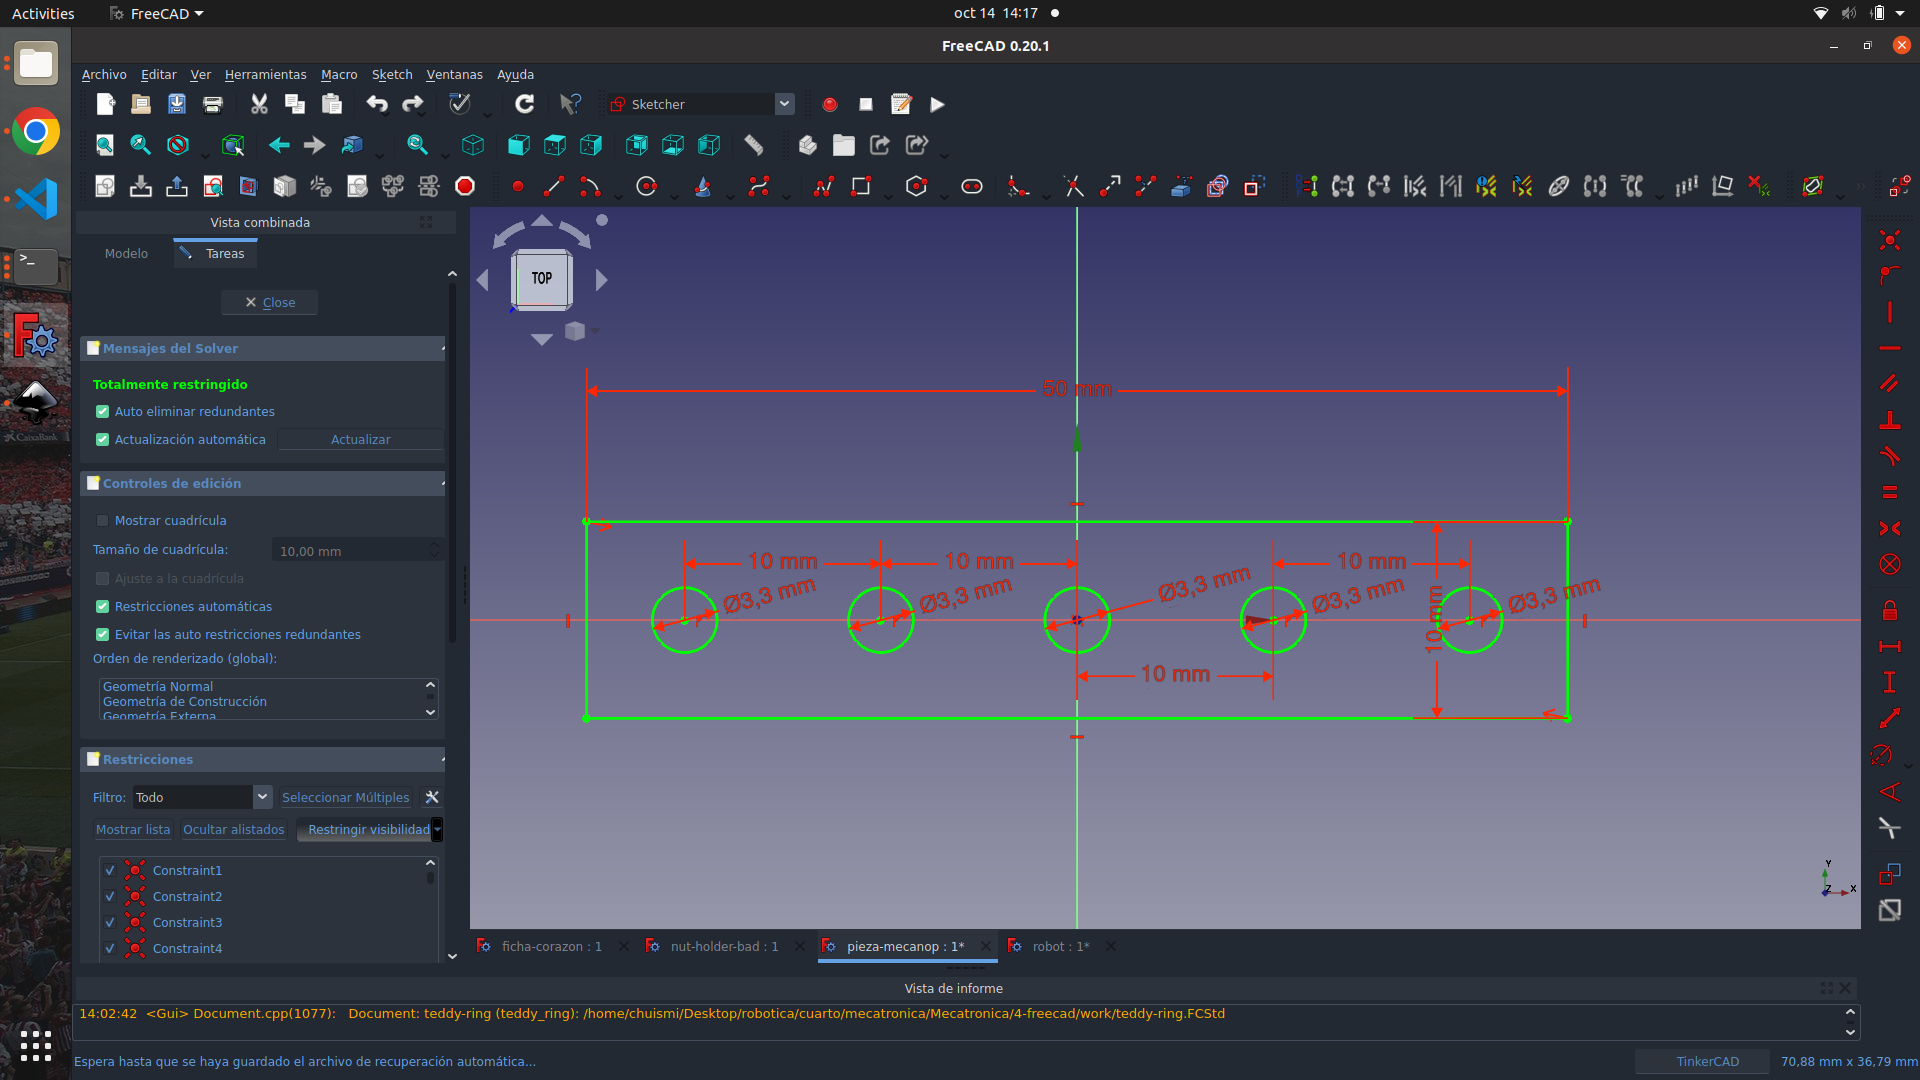 Activities
FreeCAD
oct 14 14:17
FreeCAD 0.20.1
Archivo Editar Ver Herramientas Macro Sketch Ventanas Ayuda
Sketcher
Vista combinada
Modelo
Tareas
Close
Mensajes del Solver
Totalmente restringido
Auto eliminar redundantes
Actualización automática
Actualizar
Controles de edición
Mostrar cuadrícula
Tamaño de cuadrícula:
10,00 mm
Ajuste a la cuadrícula
Restricciones automáticas
Evitar las auto restricciones redundantes
Orden de renderizado (global):
Geometría Normal
Geometría de Construcción
Geometría Externa
Restricciones
Filtro:
Todo
Seleccionar Múltiples
Mostrar lista
Ocultar alistados
Restringir visibilidad
Constraint1
Constraint2
Constraint3
Constraint4
TOP
50 mm
10 mm
10 mm
10 mm
Ø3,3 mm
Ø3,3 mm
Ø3,3 mm
Ø3,3 mm
Ø3,3 mm
10 mm
10 mm
Y
Z
X
ficha-corazon : 1
nut-holder-bad : 1
pieza-mecanop : 1*
robot : 1*
Vista de informe
14:02:42 <Gui> Document.cpp(1077): Document: teddy-ring (teddy_ring): /home/chuismi/Desktop/robotica/cuarto/mecatronica/Mecatronica/4-freecad/work/teddy-ring.FCStd
Espera hasta que se haya guardado el archivo de recuperación automática...
TinkerCAD
70,88 mm x 36,79 mm
CaixaBank